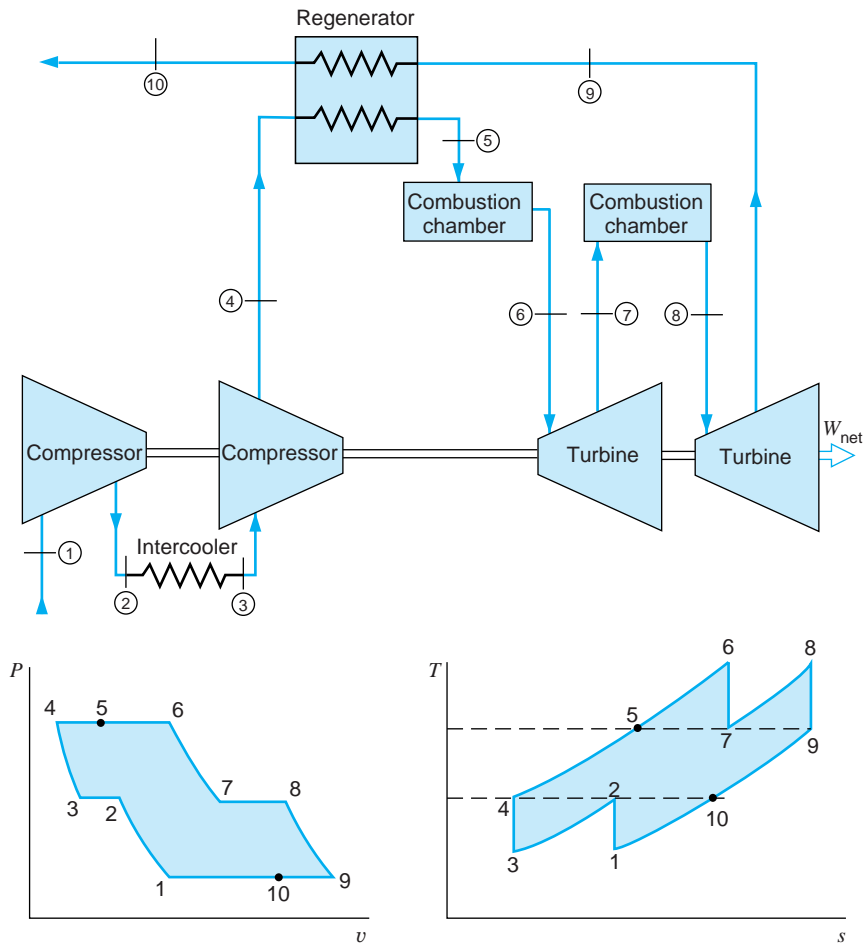 Regenerator
10
9
5
Combustion
chamber
Combustion
chamber
4
6
7
8
Compressor
Compressor
Turbine
Turbine
Wnet
1
Intercooler
2
3
P
4
5
6
3
2
7
8
1
10
9
v
T
6
8
5
7
9
4
2
10
3
1
s